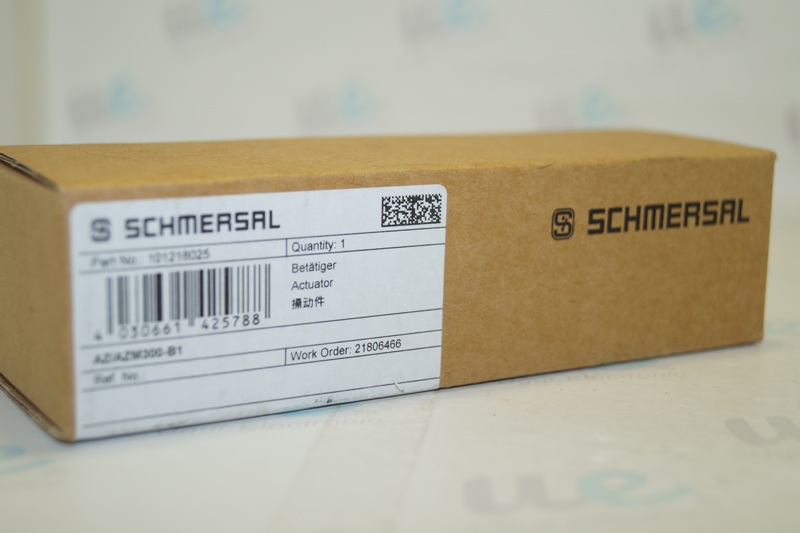 SCHMERSAL
Part No.: 101218025
Quantity: 1
Betätiger
Actuator
操动件
4 030661 425788
AZ/AZM300-B1
Work Order: 21806466
Ref. No.:
SCHMERSAL